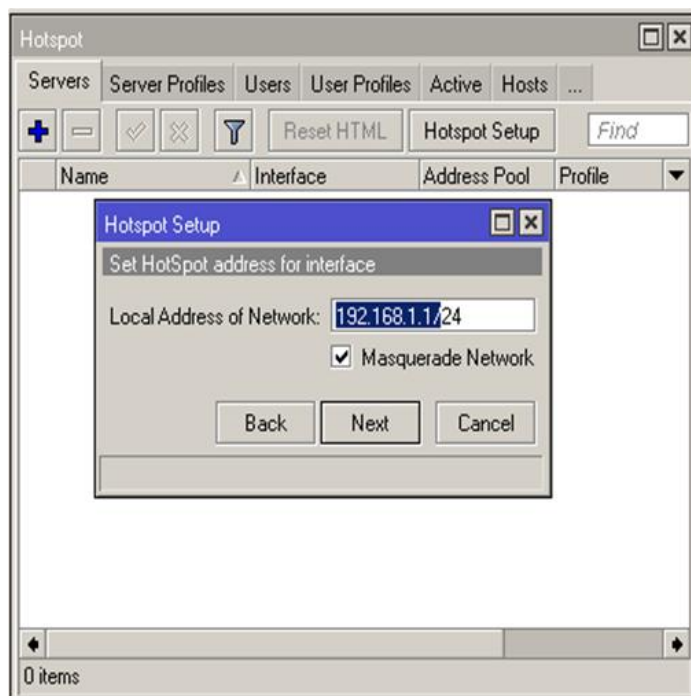 Hotspot
Servers Server Profiles Users User Profiles Active Hosts ...
Reset HTML Hotspot Setup Find
Name Interface Address Pool Profile
Hotspot Setup
Set HotSpot address for interface
Local Address of Network: 192.168.1.1/24
Masquerade Network
Back Next Cancel
0 items